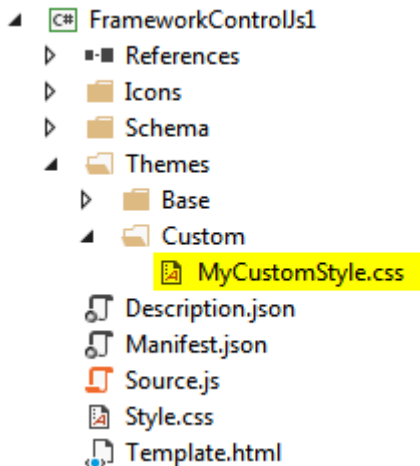 C# FrameworkControlJs1
References
Icons
Schema
Themes
Base
Custom
MyCustomStyle.css
Description.json
Manifest.json
Source.js
Style.css
Template.html